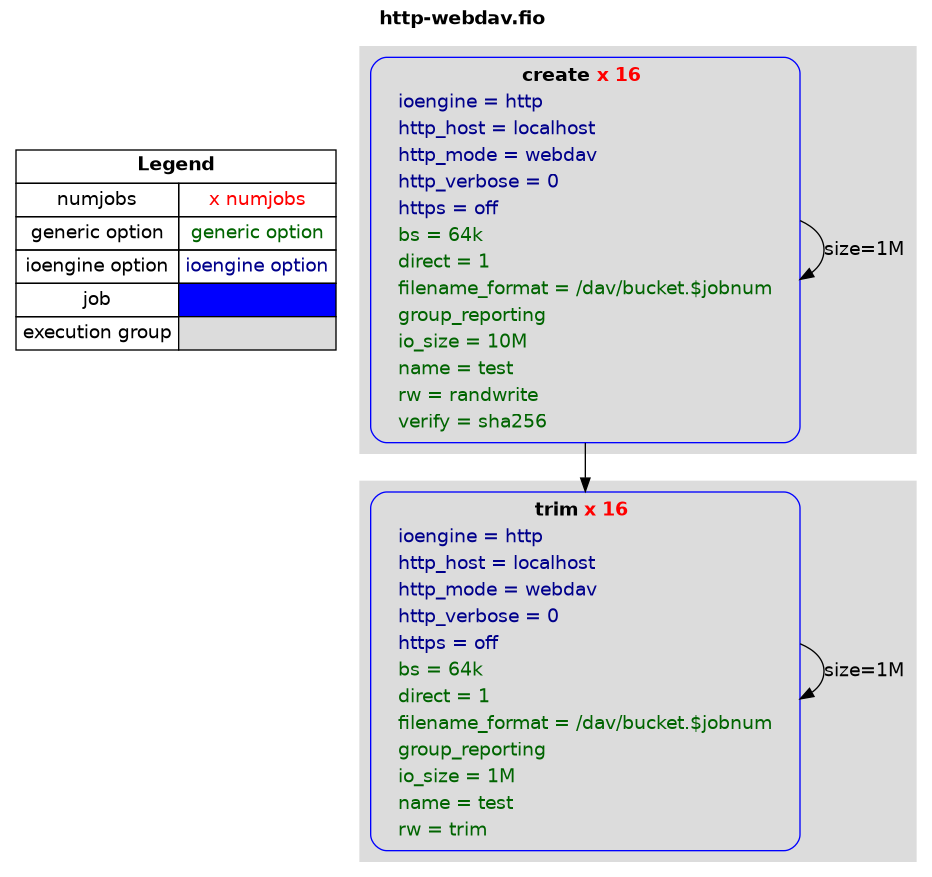 http-webdav.fio
Legend
numjobs x numjobs
generic option generic option
ioengine option ioengine option
job
execution group
create x 16
ioengine = http
http_host = localhost
http_mode = webdav
http_verbose = 0
https = off
bs = 64k
direct = 1
filename_format = /dav/bucket.$jobnum
group_reporting
io_size = 10M
name = test
rw = randwrite
verify = sha256
size=1M
trim x 16
ioengine = http
http_host = localhost
http_mode = webdav
http_verbose = 0
https = off
bs = 64k
direct = 1
filename_format = /dav/bucket.$jobnum
group_reporting
io_size = 1M
name = test
rw = trim
size=1M